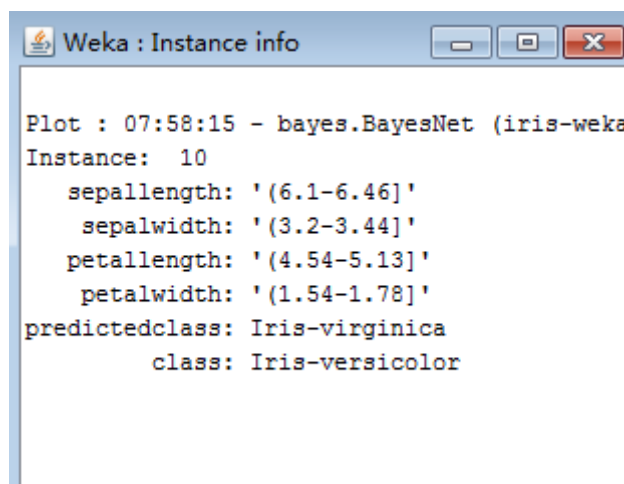 Weka : Instance info
Plot : 07:58:15 - bayes.BayesNet (iris-weka
Instance: 10
sepallength: '(6.1-6.46]'
sepalwidth: '(3.2-3.44]'
petallength: '(4.54-5.13]'
petalwidth: '(1.54-1.78]'
predictedclass: Iris-virginica
class: Iris-versicolor